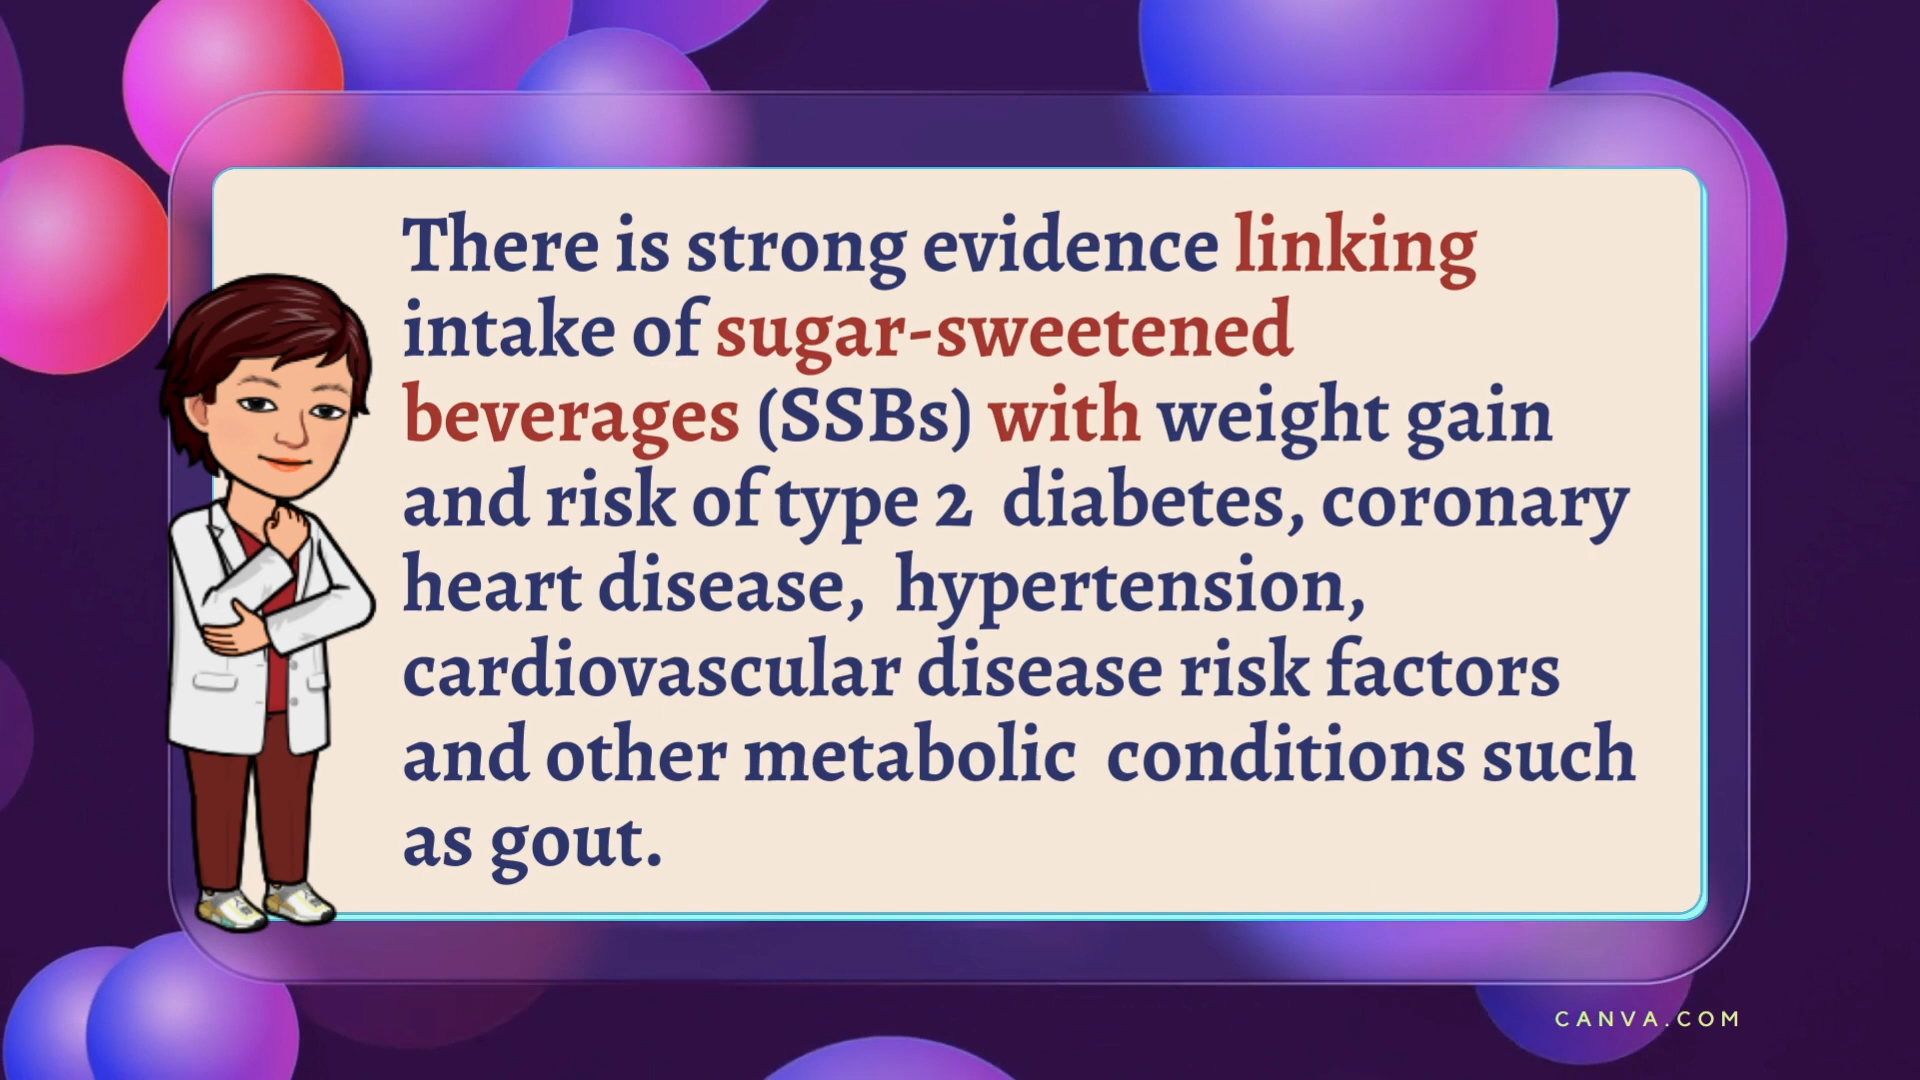 There is strong evidence linking
intake of sugar-sweetened
beverages (SSBs) with weight gain
and risk of type 2  diabetes, coronary
heart disease,  hypertension,
cardiovascular disease risk factors
and other metabolic  conditions such
as gout.
CANVA.COM